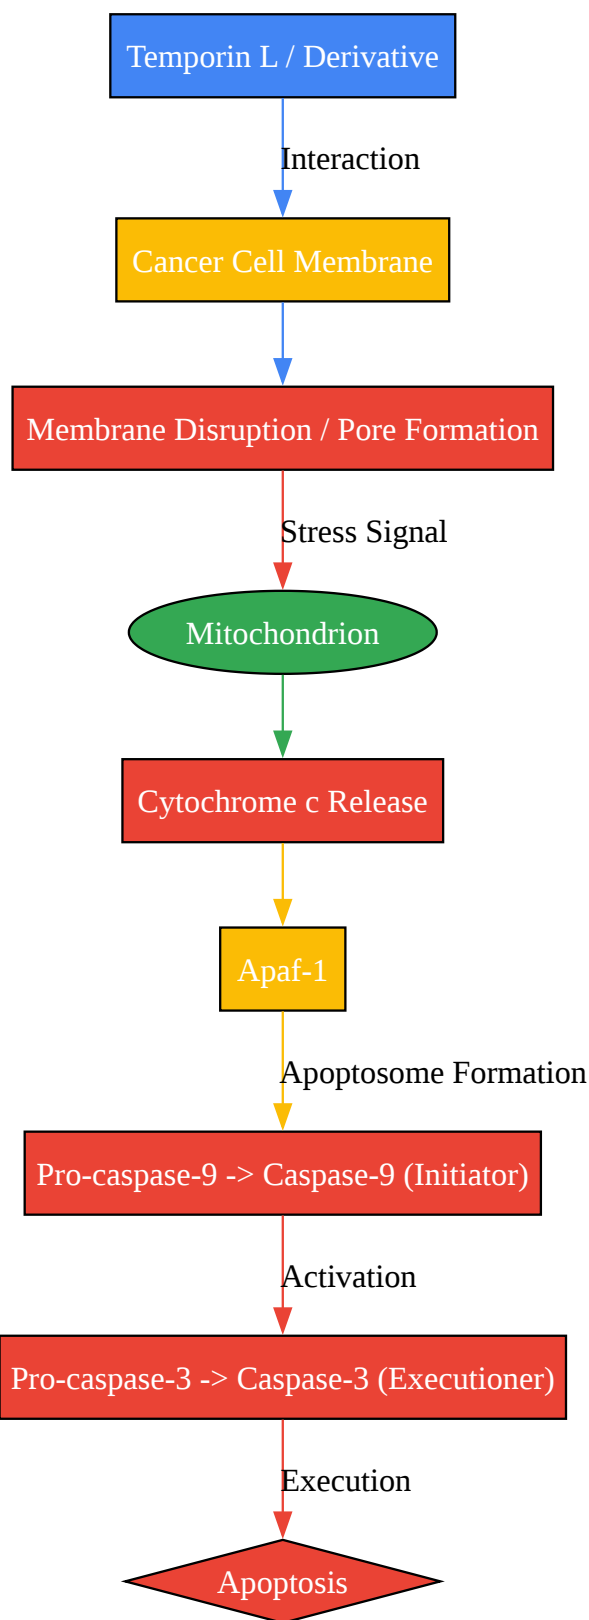 Temporin L / Derivative
Interaction
Cancer Cell Membrane
Membrane Disruption / Pore Formation
Stress Signal
Mitochondrion
Cytochrome c Release
Apaf-1
Apoptosome Formation
Pro-caspase-9 -> Caspase-9 (Initiator)
Activation
Pro-caspase-3 -> Caspase-3 (Executioner)
Execution
Apoptosis